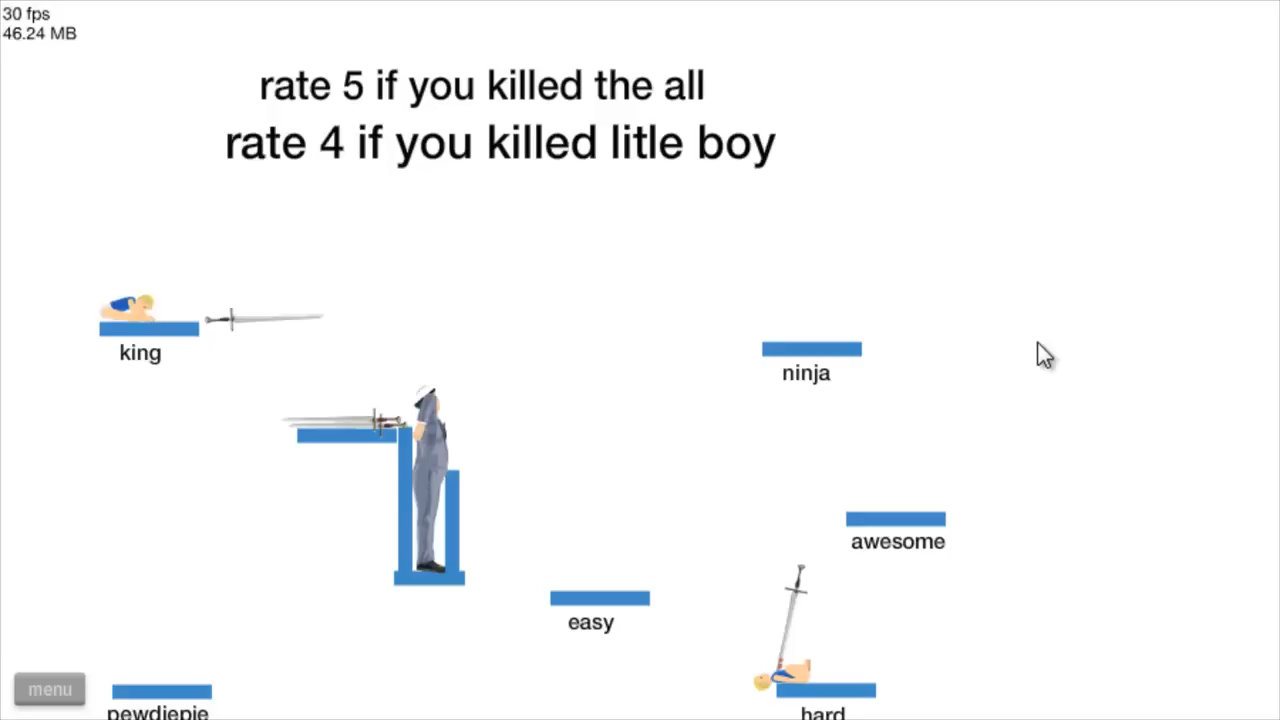 30 fps
46.24 MB
rate 5 if you killed the all
rate 4 if you killed litle boy
king
ninja
awesome
easy
menu
pewdiepie
hard